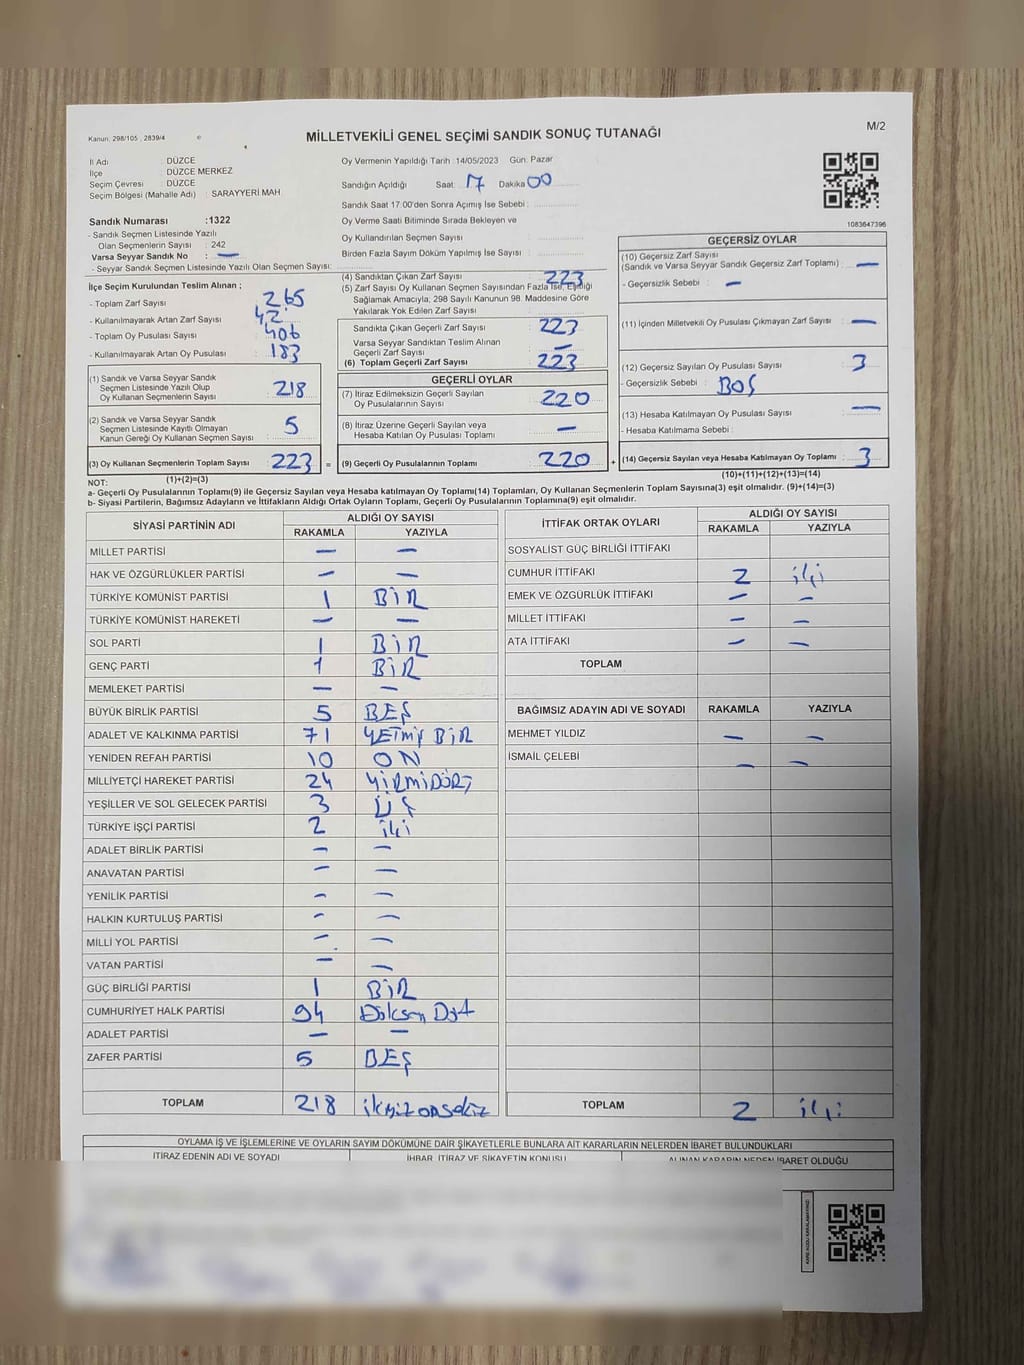 Kanun: 298/105 , 2839/4
MİLLETVEKİLİ GENEL SEÇİMİ SANDIK SONUÇ TUTANAĞI
M/2
İl Adı : DÜZCE
İlçe : DÜZCE MERKEZ
Seçim Çevresi : DÜZCE
Seçim Bölgesi (Mahalle Adı) : SARAYYERİ MAH
Sandık Numarası :1322
- Sandık Seçmen Listesinde Yazılı
Olan Seçmenlerin Sayısı : 242
Varsa Seyyar Sandık No : —
- Seyyar Sandık Seçmen Listesinde Yazılı Olan Seçmen Sayısı:
İlçe Seçim Kurulundan Teslim Alınan ;
- Toplam Zarf Sayısı 265
- Kullanılmayarak Artan Zarf Sayısı 42
- Toplam Oy Pusulası Sayısı 406
- Kullanılmayarak Artan Oy Pusulası 183
(1) Sandık ve Varsa Seyyar Sandık
Seçmen Listesinde Yazılı Olup
Oy Kullanan Seçmenlerin Sayısı 218
(2) Sandık ve Varsa Seyyar Sandık
Seçmen Listesinde Kayıtlı Olmayan
Kanun Gereği Oy Kullanan Seçmen Sayısı 5
(3) Oy Kullanan Seçmenlerin Toplam Sayısı 223 =
(1)+(2)=(3)
Oy Vermenin Yapıldığı Tarih :14/05/2023 Gün: Pazar
Sandığın Açıldığı Saat: 17 Dakika 00
Sandık Saat 17:00'den Sonra Açımış İse Sebebi :
Oy Verme Saati Bitiminde Sırada Bekleyen ve
Oy Kullandırılan Seçmen Sayısı
Birden Fazla Sayım Döküm Yapılmış İse Sayısı :
(4) Sandıktan Çıkan Zarf Sayısı 223
(5) Zarf Sayısı Oy Kullanan Seçmen Sayısından Fazla İse, Eşitliği
Sağlamak Amacıyla; 298 Sayılı Kanunun 98. Maddesine Göre
Yakılarak Yok Edilen Zarf Sayısı
Sandıkta Çıkan Geçerli Zarf Sayısı 223
Varsa Seyyar Sandıktan Teslim Alınan
Geçerli Zarf Sayısı —
(6) Toplam Geçerli Zarf Sayısı 223
GEÇERLİ OYLAR
(7) İtiraz Edilmeksizin Geçerli Sayılan
Oy Pusulalarının Sayısı 220
(8) İtiraz Üzerine Geçerli Sayılan veya
Hesaba Katılan Oy Pusulası Toplamı —
(9) Geçerli Oy Pusulalarının Toplamı 220 +
1083647396
GEÇERSİZ OYLAR
(10) Geçersiz Zarf Sayısı
(Sandık ve Varsa Seyyar Sandık Geçersiz Zarf Toplamı) : —
- Geçersizlik Sebebi : —
(11) İçinden Milletvekili Oy Pusulası Çıkmayan Zarf Sayısı : —
(12) Geçersiz Sayılan Oy Pusulası Sayısı : 3
- Geçersizlik Sebebi : BOŞ
(13) Hesaba Katılmayan Oy Pusulası Sayısı : —
- Hesaba Katılmama Sebebi :
(14) Geçersiz Sayılan veya Hesaba Katılmayan Oy Toplamı : 3
(10)+(11)+(12)+(13)=(14)
NOT:
a- Geçerli Oy Pusulalarının Toplamı(9) ile Geçersiz Sayılan veya Hesaba katılmayan Oy Toplamı(14) Toplamları, Oy Kullanan Seçmenlerin Toplam Sayısına(3) eşit olmalıdır. (9)+(14)=(3)
b- Siyasi Partilerin, Bağımsız Adayların ve İttifakların Aldığı Ortak Oyların Toplamı, Geçerli Oy Pusulalarının Toplamına(9) eşit olmalıdır.
SİYASİ PARTİNİN ADI ALDIĞI OY SAYISI
RAKAMLA YAZIYLA
MİLLET PARTİSİ — —
HAK VE ÖZGÜRLÜKLER PARTİSİ — —
TÜRKİYE KOMÜNİST PARTİSİ 1 BİR
TÜRKİYE KOMÜNİST HAREKETİ — —
SOL PARTİ 1 BİR
GENÇ PARTİ 1 BİR
MEMLEKET PARTİSİ — —
BÜYÜK BİRLİK PARTİSİ 5 BEŞ
ADALET VE KALKINMA PARTİSİ 71 YETMİŞ BİR
YENİDEN REFAH PARTİSİ 10 ON
MİLLİYETÇİ HAREKET PARTİSİ 24 YİRMİDÖRT
YEŞİLLER VE SOL GELECEK PARTİSİ 3 ÜÇ
TÜRKİYE İŞÇİ PARTİSİ 2 iki
ADALET BİRLİK PARTİSİ — —
ANAVATAN PARTİSİ — —
YENİLİK PARTİSİ — —
HALKIN KURTULUŞ PARTİSİ — —
MİLLİ YOL PARTİSİ — —
VATAN PARTİSİ — —
GÜÇ BİRLİĞİ PARTİSİ 1 BİR
CUMHURİYET HALK PARTİSİ 94
ADALET PARTİSİ — —
ZAFER PARTİSİ 5 BEŞ
TOPLAM 218 ikiyüzonsekiz
İTTİFAK ORTAK OYLARI ALDIĞI OY SAYISI
RAKAMLA YAZIYLA
SOSYALİST GÜÇ BİRLİĞİ İTTİFAKI
CUMHUR İTTİFAKI 2 iki
EMEK VE ÖZGÜRLÜK İTTİFAKI — —
MİLLET İTTİFAKI — —
ATA İTTİFAKI — —
TOPLAM
BAĞIMSIZ ADAYIN ADI VE SOYADI RAKAMLA YAZIYLA
MEHMET YILDIZ — —
İSMAİL ÇELEBİ — —
TOPLAM 2 iki
OYLAMA İŞ VE İŞLEMLERİNE VE OYLARIN SAYIM DÖKÜMÜNE DAİR ŞİKAYETLERLE BUNLARA AİT KARARLARIN NELERDEN İBARET BULUNDUKLARI
İTİRAZ EDENİN ADI VE SOYADI İHBAR, İTİRAZ VE ŞİKAYETİN KONUSU ALINAN KARARIN NEDEN İBARET OLDUĞU